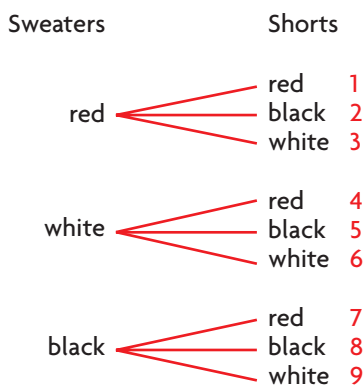 Sweaters Shorts
red 1
red black 2
white 3
red 4
white black 5
white 6
red 7
black black 8
white 9